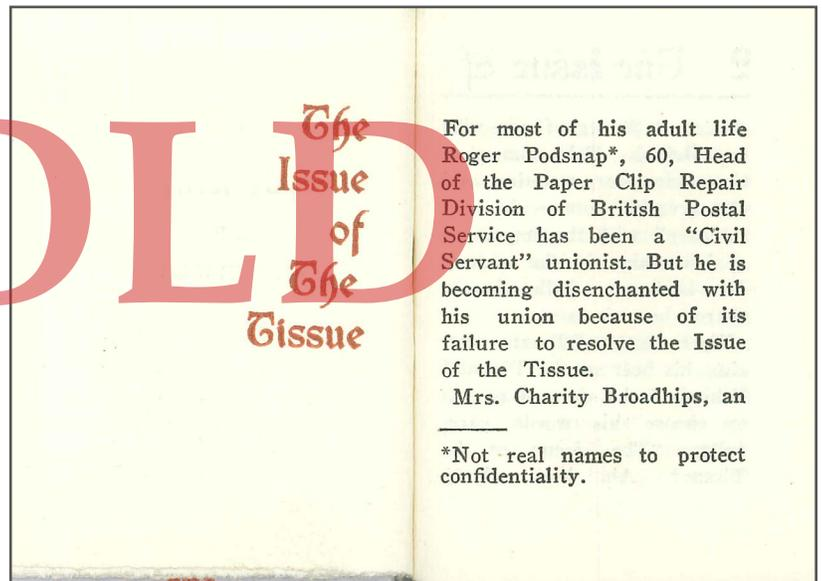 OLD
The
Issue
of
The
Tissue
For most of his adult life
Roger Podsnap*, 60, Head
of the Paper Clip Repair
Division of British Postal
Service has been a “Civil
Servant” unionist. But he is
becoming disenchanted with
his union because of its
failure to resolve the Issue
of the Tissue.
Mrs. Charity Broadhips, an
*Not real names to protect
confidentiality.